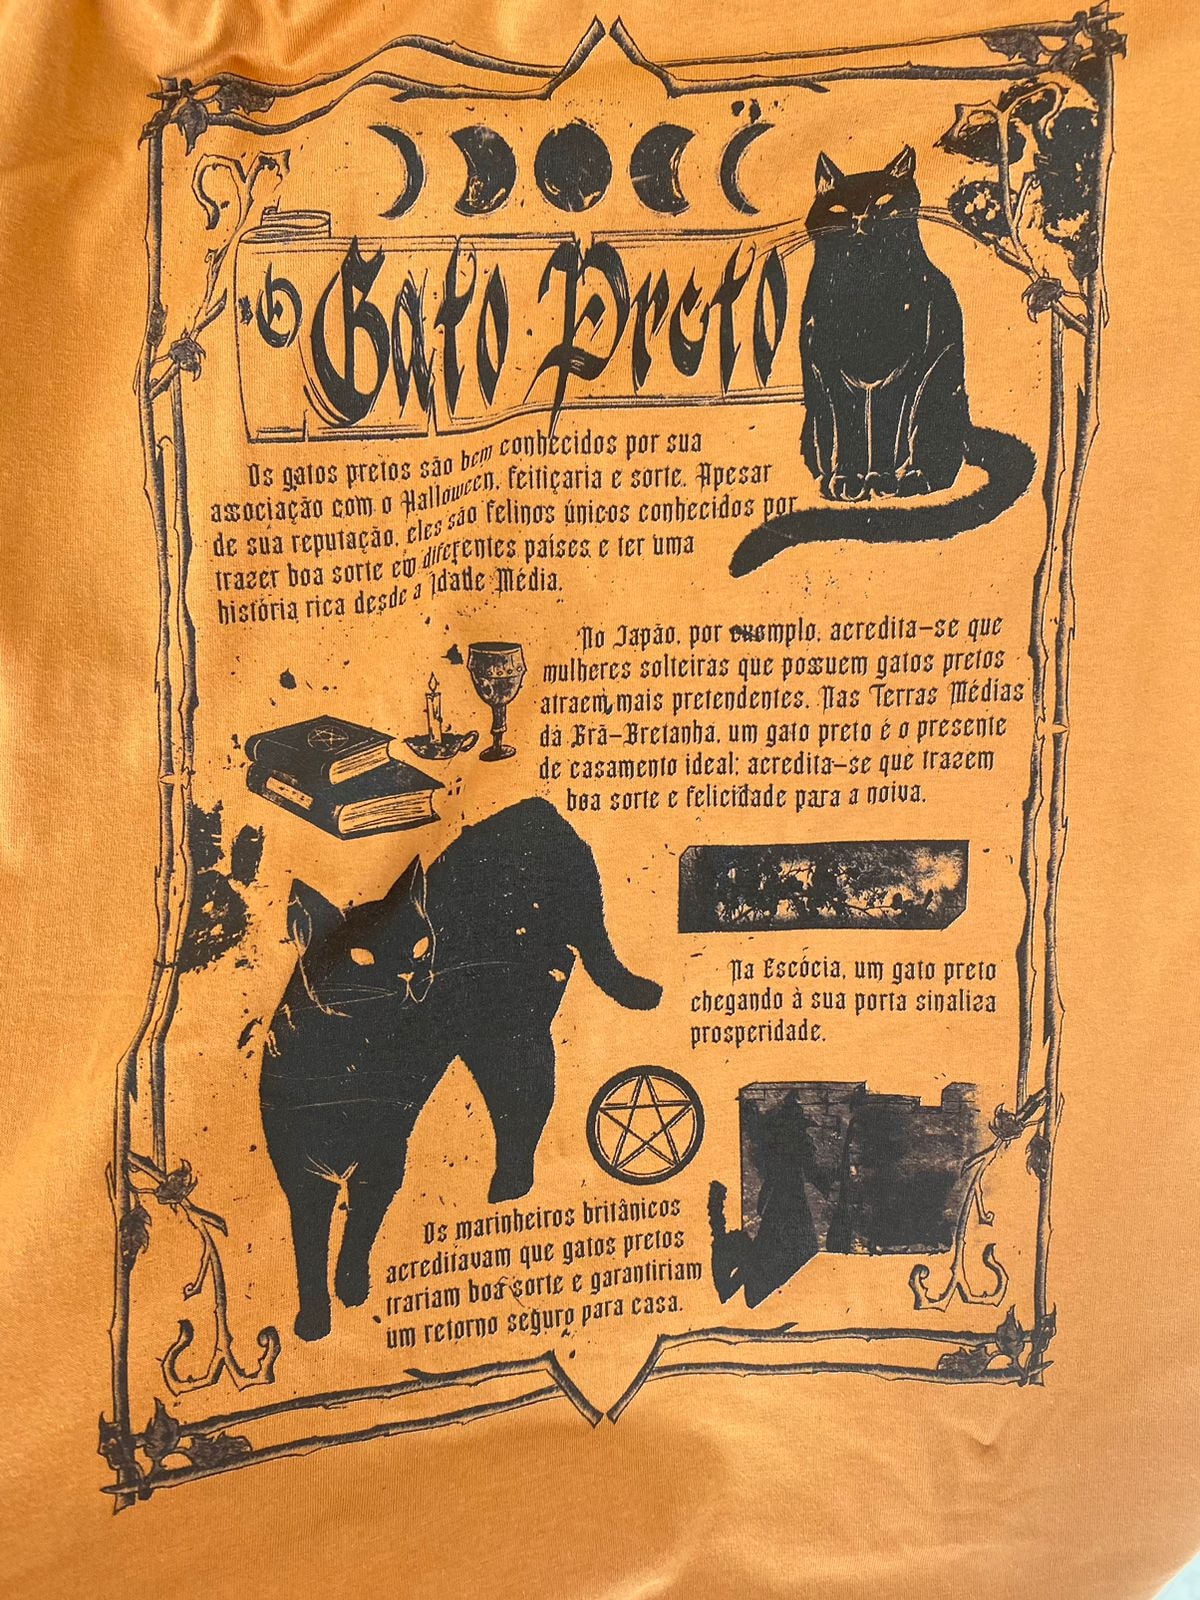 O Gato Preto
Os gatos pretos são bem conhecidos por sua
associação com o Halloween, feitiçaria e sorte. Apesar
de sua reputação, eles são felinos únicos conhecidos por
trazer boa sorte em diferentes países e ter uma
história rica desde a Idade Média.
No Japão, por exemplo, acredita-se que
mulheres solteiras que possuem gatos pretos
atraem mais pretendentes. Nas Terras Médias
da Grã-Bretanha, um gato preto é o presente
de casamento ideal; acredita-se que trazem
boa sorte e felicidade para a noiva.
Na Escócia, um gato preto
chegando à sua porta sinaliza
prosperidade.
Os marinheiros britânicos
acreditavam que gatos pretos
trariam boa sorte e garantiriam
um retorno seguro para casa.